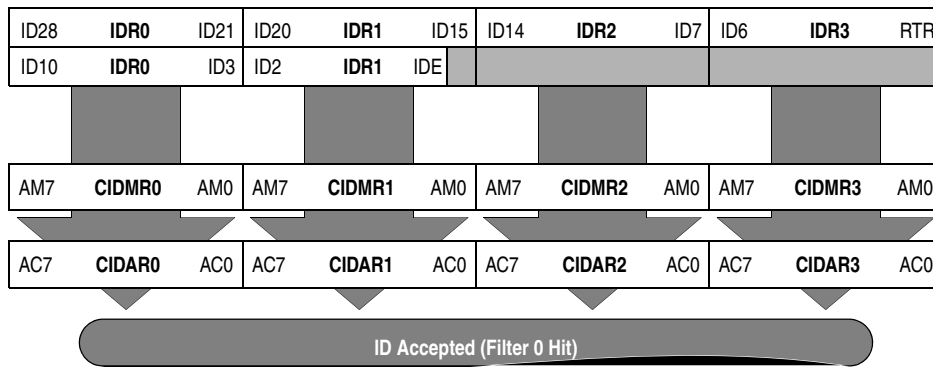 ID28 IDR0 ID21 ID20 IDR1 ID15 ID14 IDR2 ID7 ID6 IDR3 RTR
ID10 IDR0 ID3 ID2 IDR1 IDE
AM7 CIDMR0 AM0 AM7 CIDMR1 AM0 AM7 CIDMR2 AM0 AM7 CIDMR3 AM0
AC7 CIDAR0 AC0 AC7 CIDAR1 AC0 AC7 CIDAR2 AC0 AC7 CIDAR3 AC0
ID Accepted (Filter 0 Hit)